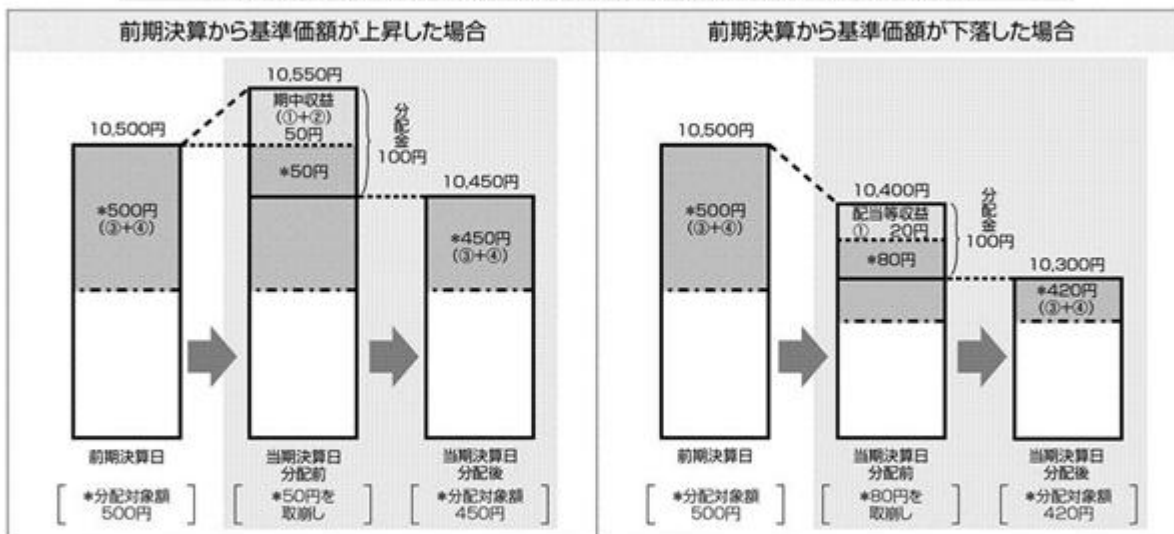 前期決算から基準価額が上昇した場合
10,550円
期中収益
(①+②)
50円
*50円
分配金
100円
10,500円
*500円
(③+④)
10,450円
*450円
(③+④)
前期決算日
当期決算日
分配前
当期決算日
分配後
*分配対象額
500円
*50円を
取崩し
*分配対象額
450円
前期決算から基準価額が下落した場合
10,500円
*500円
(③+④)
10,400円
配当等収益
① 20円
*80円
分配金
100円
10,300円
*420円
(③+④)
前期決算日
当期決算日
分配前
当期決算日
分配後
*分配対象額
500円
*80円を
取崩し
*分配対象額
420円